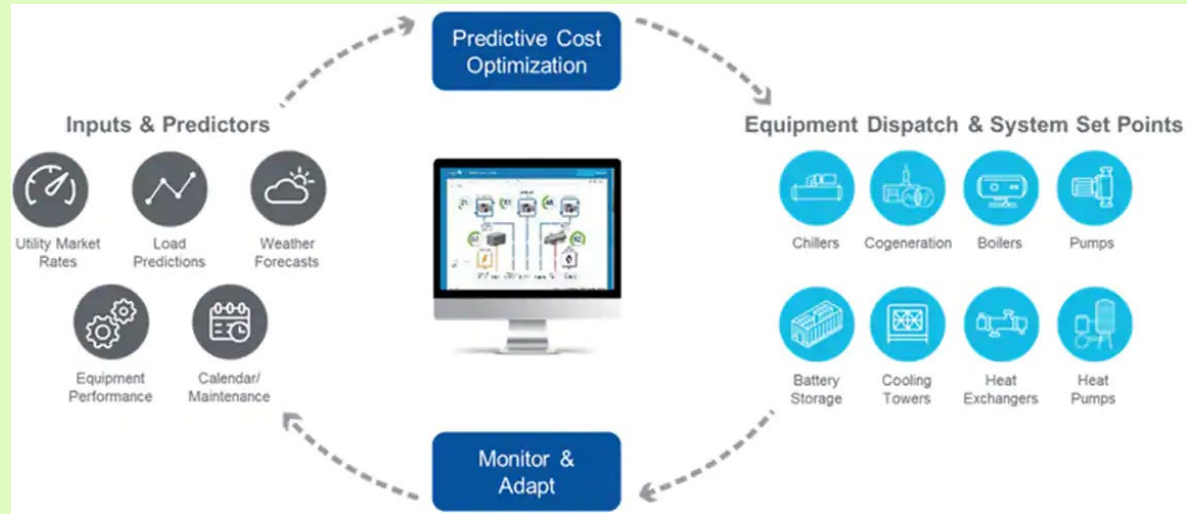 Predictive Cost
Optimization
Inputs & Predictors
Equipment Dispatch & System Set Points
Utility Market
Rates
Load
Predictions
Weather
Forecasts
Chillers
Cogeneration
Boilers
Pumps
Equipment
Performance
Calendar/
Maintenance
Battery
Storage
Cooling
Towers
Heat
Exchangers
Heat
Pumps
Monitor &
Adapt